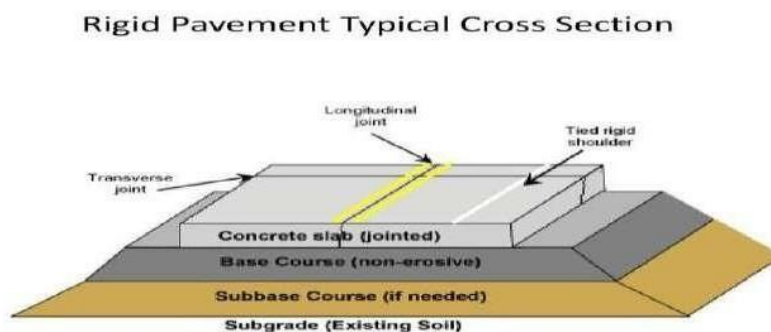 Rigid Pavement Typical Cross Section
Longitudinal
joint
Tied rigid
shoulder
Transverse
joint
Concrete slab (jointed)
Base Course (non-erosive)
Subbase Course (if needed)
Subgrade (Existing Soil)